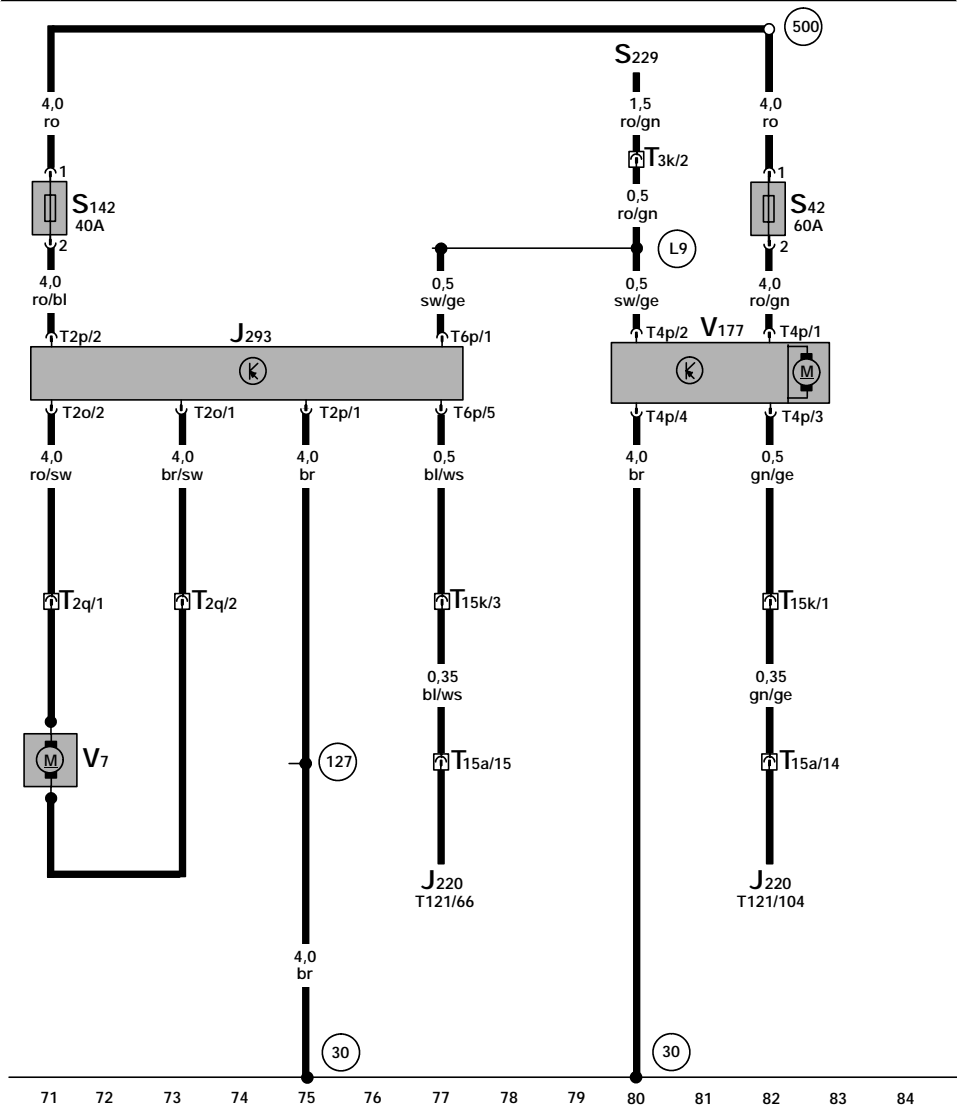 500
S229
4,0
ro
1,5
ro/gn
4,0
ro
T3k/2
1
S142
40A
2
0,5
ro/gn
1
S42
60A
2
L9
4,0
ro/bl
0,5
sw/ge
0,5
sw/ge
4,0
ro/gn
T2p/2
J293
T6p/1
T4p/2
V177
T4p/1
M
T2o/2
T2o/1
T2p/1
T6p/5
T4p/4
T4p/3
4,0
ro/sw
4,0
br/sw
4,0
br
0,5
bl/ws
4,0
br
0,5
gn/ge
T2q/1
T2q/2
T15k/3
T15k/1
0,35
bl/ws
0,35
gn/ge
M
V7
127
T15a/15
T15a/14
J220
T121/66
J220
T121/104
4,0
br
30
30
71 72 73 74 75 76 77 78 79 80 81 82 83 84